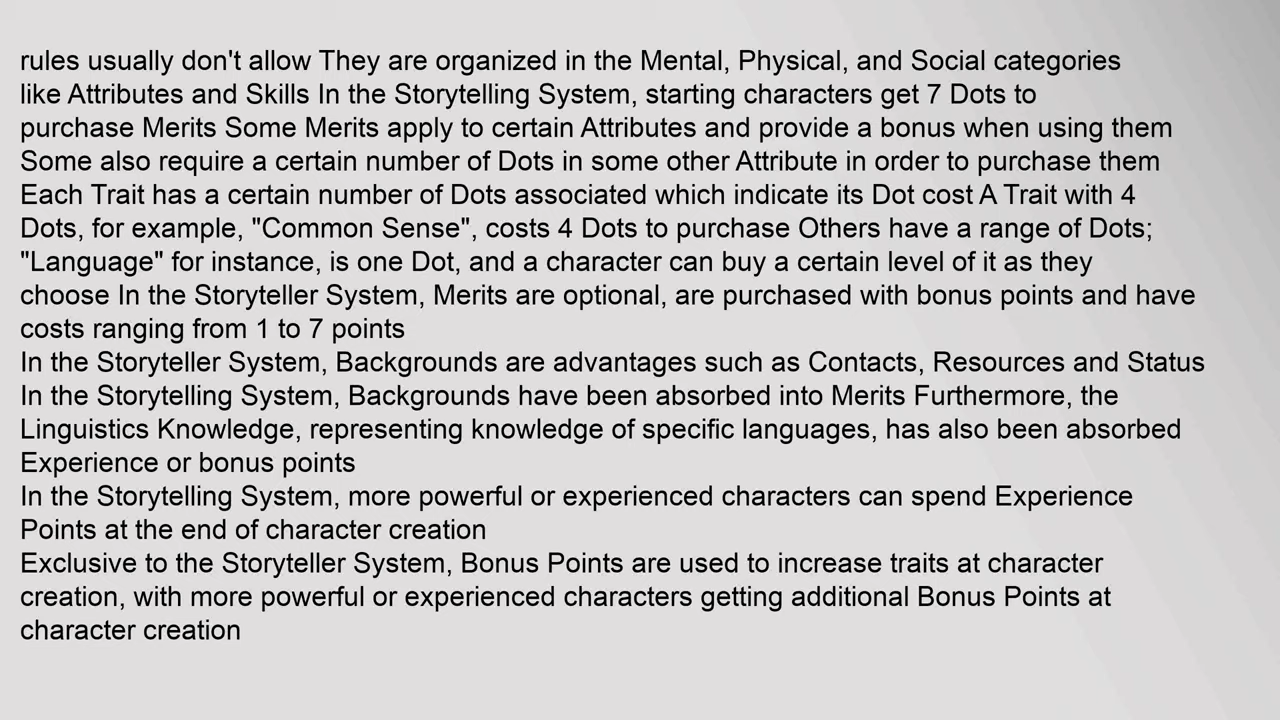 rules usually don't allow They are organized in the Mental, Physical, and Social categories
like Attributes and Skills In the Storytelling System, starting characters get 7 Dots to
purchase Merits Some Merits apply to certain Attributes and provide a bonus when using them
Some also require a certain number of Dots in some other Attribute in order to purchase them
Each Trait has a certain number of Dots associated which indicate its Dot cost A Trait with 4
Dots, for example, "Common Sense", costs 4 Dots to purchase Others have a range of Dots;
"Language" for instance, is one Dot, and a character can buy a certain level of it as they
choose In the Storyteller System, Merits are optional, are purchased with bonus points and have
costs ranging from 1 to 7 points
In the Storyteller System, Backgrounds are advantages such as Contacts, Resources and Status
In the Storytelling System, Backgrounds have been absorbed into Merits Furthermore, the
Linguistics Knowledge, representing knowledge of specific languages, has also been absorbed
Experience or bonus points
In the Storytelling System, more powerful or experienced characters can spend Experience
Points at the end of character creation
Exclusive to the Storyteller System, Bonus Points are used to increase traits at character
creation, with more powerful or experienced characters getting additional Bonus Points at
character creation